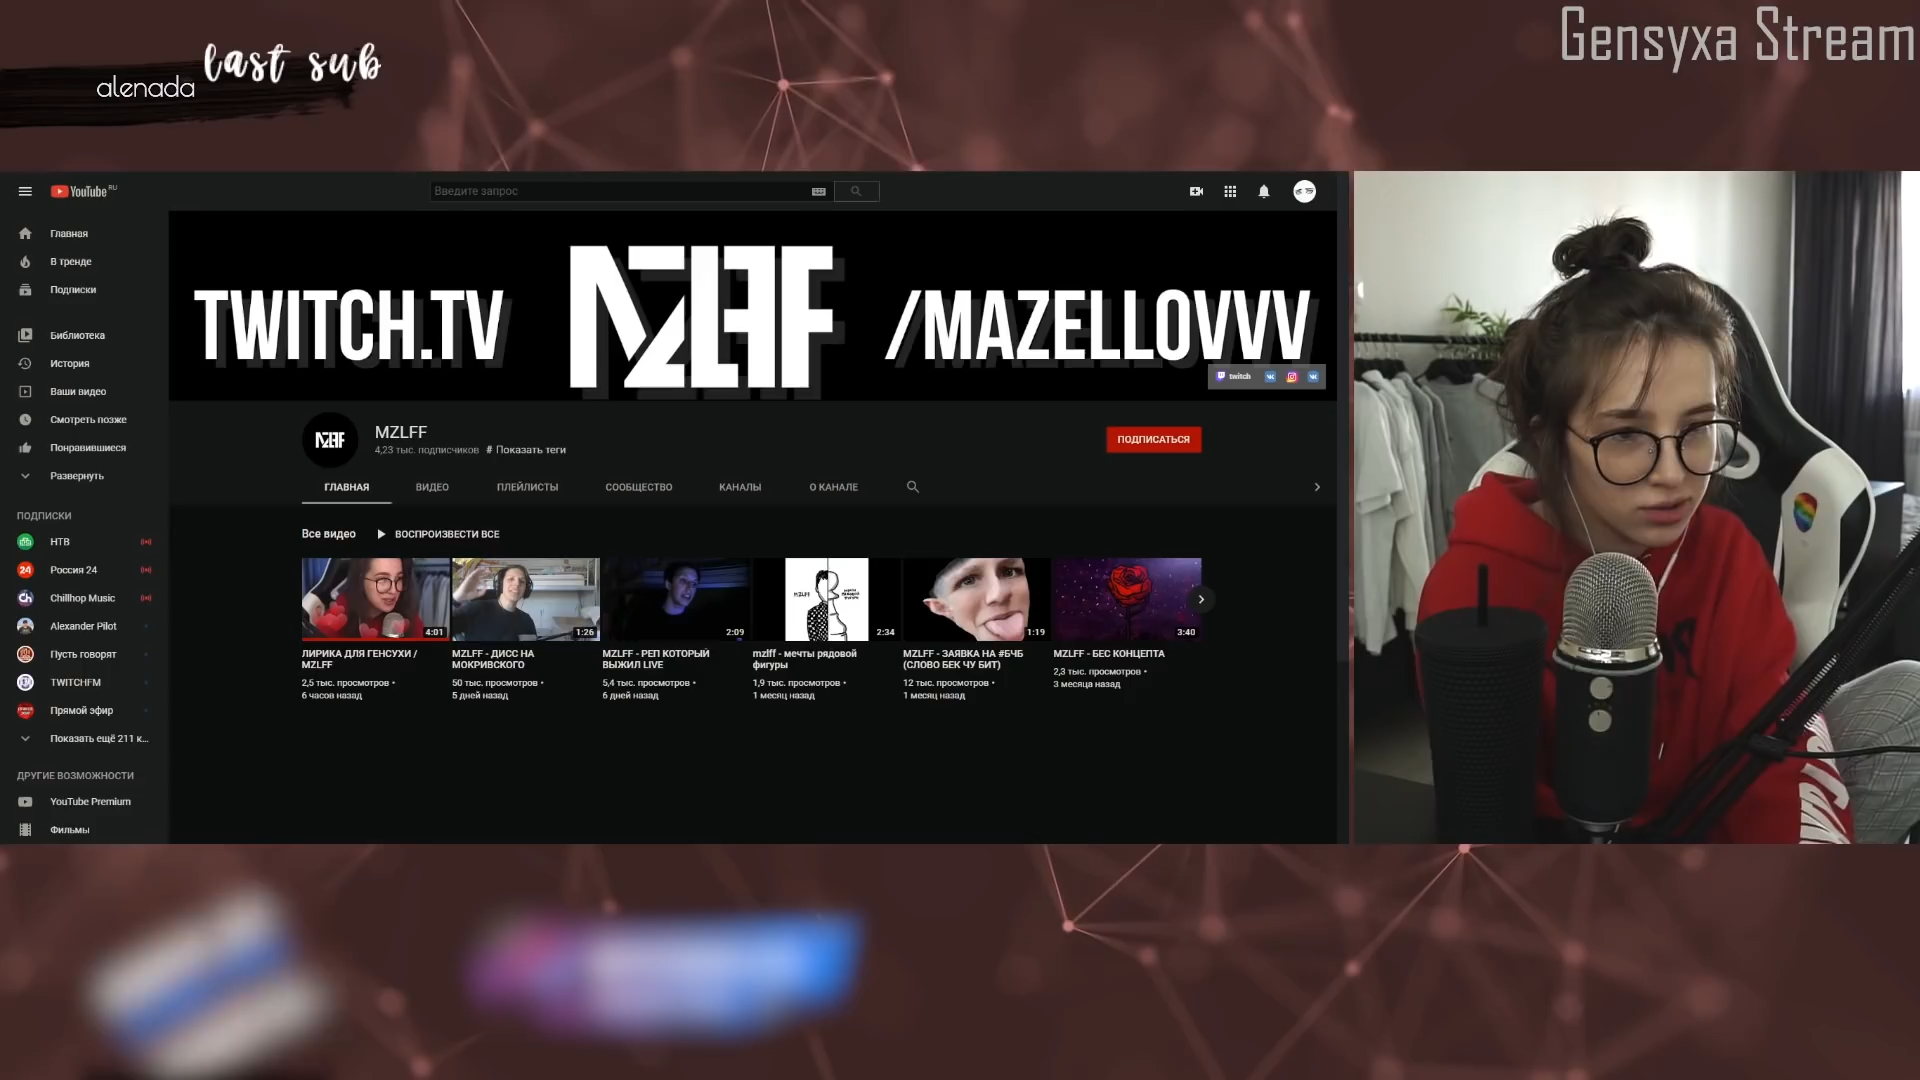 last sub
alenada
Gensyxa Stream
YouTube RU
Введите запрос
Главная
В тренде
Подписки
Библиотека
История
Ваши видео
Смотреть позже
Понравившиеся
Развернуть
ПОДПИСКИ
НТВ
24
Россия 24
Ch
Chillhop Music
Alexander Pilot
Пусть говорят
TWITCHFM
Прямой эфир
Показать ещё 211 к...
ДРУГИЕ ВОЗМОЖНОСТИ
YouTube Premium
Фильмы
TWITCH.TV
MZLFF
/MAZELLOVVV
twitch
MZLFF
MZLFF
4,23 тыс. подписчиков # Показать теги
ПОДПИСАТЬСЯ
ГЛАВНАЯ
ВИДЕО
ПЛЕЙЛИСТЫ
СООБЩЕСТВО
КАНАЛЫ
О КАНАЛЕ
Все видео
ВОСПРОИЗВЕСТИ ВСЕ
4:01
ЛИРИКА ДЛЯ ГЕНСУХИ /
MZLFF
2,5 тыс. просмотров •
6 часов назад
1:26
MZLFF - ДИСС НА
МОКРИВСКОГО
50 тыс. просмотров •
5 дней назад
2:09
MZLFF - РЕП КОТОРЫЙ
ВЫЖИЛ LIVE
5,4 тыс. просмотров •
6 дней назад
MZLFF
2:34
mzlff - мечты рядовой
фигуры
1,9 тыс. просмотров •
1 месяц назад
1:19
MZLFF - ЗАЯВКА НА #БЧБ
(СЛОВО БЕК ЧУ БИТ)
12 тыс. просмотров •
1 месяц назад
3:40
MZLFF - БЕС КОНЦЕПТА
2,3 тыс. просмотров •
3 месяца назад